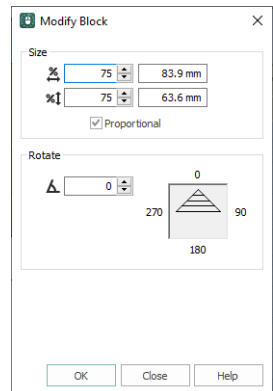 Modify Block
Size
% 75 83.9 mm
% 75 63.6 mm
Proportional
Rotate
0
0
270 90
180
OK Close Help